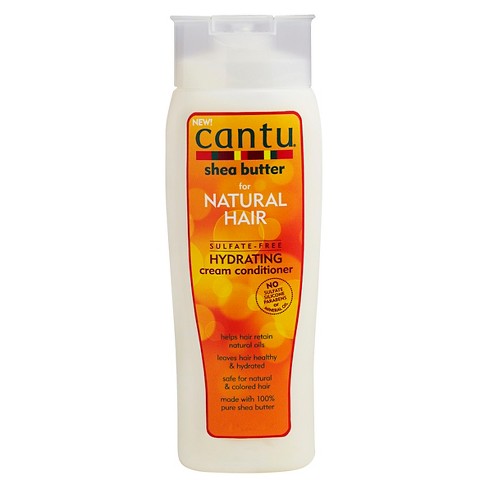 NEW!
cantu®
shea butter
for
NATURAL
HAIR
SULFATE-FREE
HYDRATING
cream conditioner
NO
SULFATE
SILICONE
PARABENS
or
MINERAL OIL
helps hair retain
natural oils
leaves hair healthy
& hydrated
safe for natural
& colored hair
made with 100%
pure shea butter